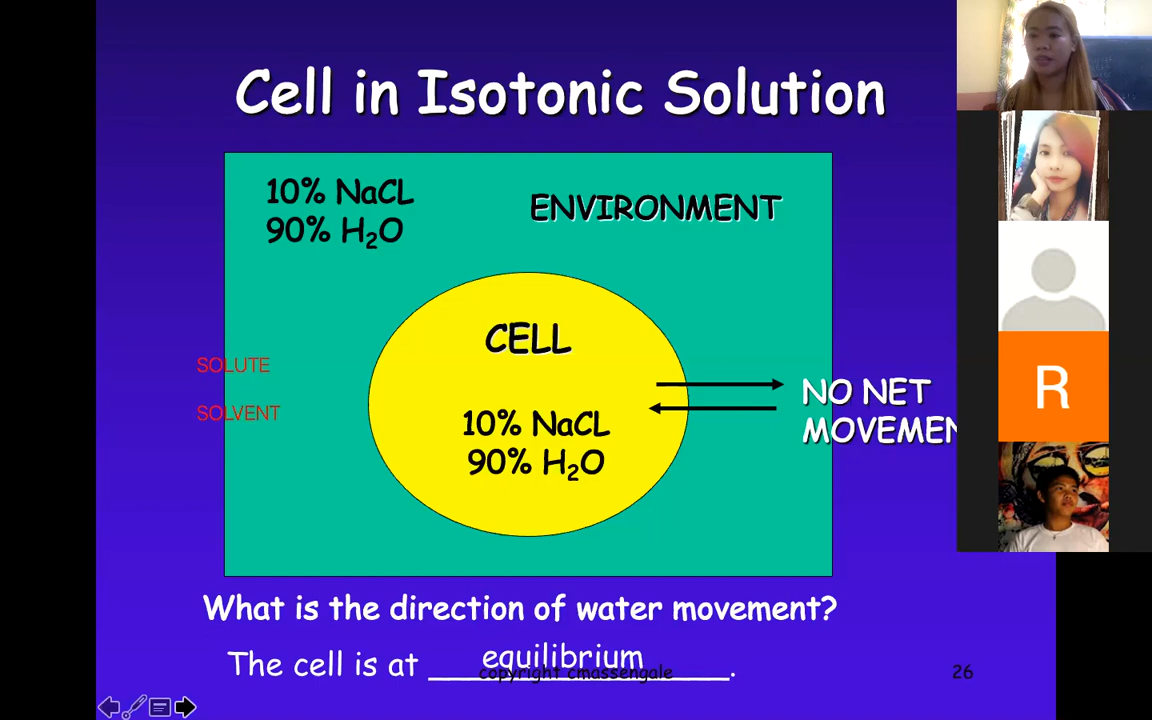 Cell in Isotonic Solution
10% NaCL
90% H₂O
ENVIRONMENT
CELL
10% NaCL
90% H₂O
SOLUTE
SOLVENT
NO NET
MOVEMEN
R
What is the direction of water movement?
The cell is at equilibrium.
copyright cmassengale
26